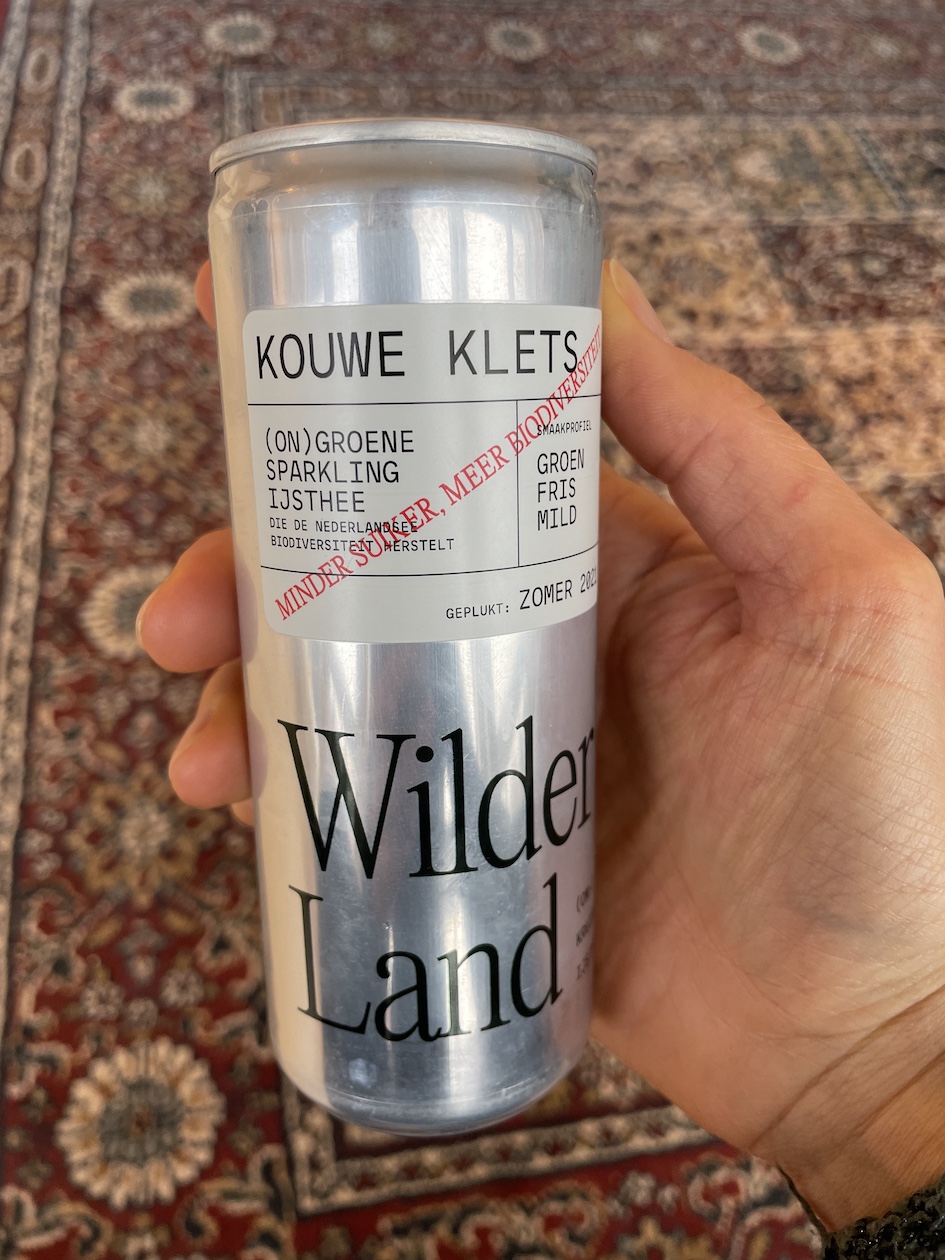 KOUWE KLETS
(ON)GROENE
SPARKLING
IJSTHEE
DIE DE NEDERLANDSE
BIODIVERSITEIT HERSTELT
SMAAKPROFIEL
GROEN
FRIS
MILD
MINDER SUIKER, MEER BIODIVERSITEIT
GEPLUKT: ZOMER 2021
Wilder
Land